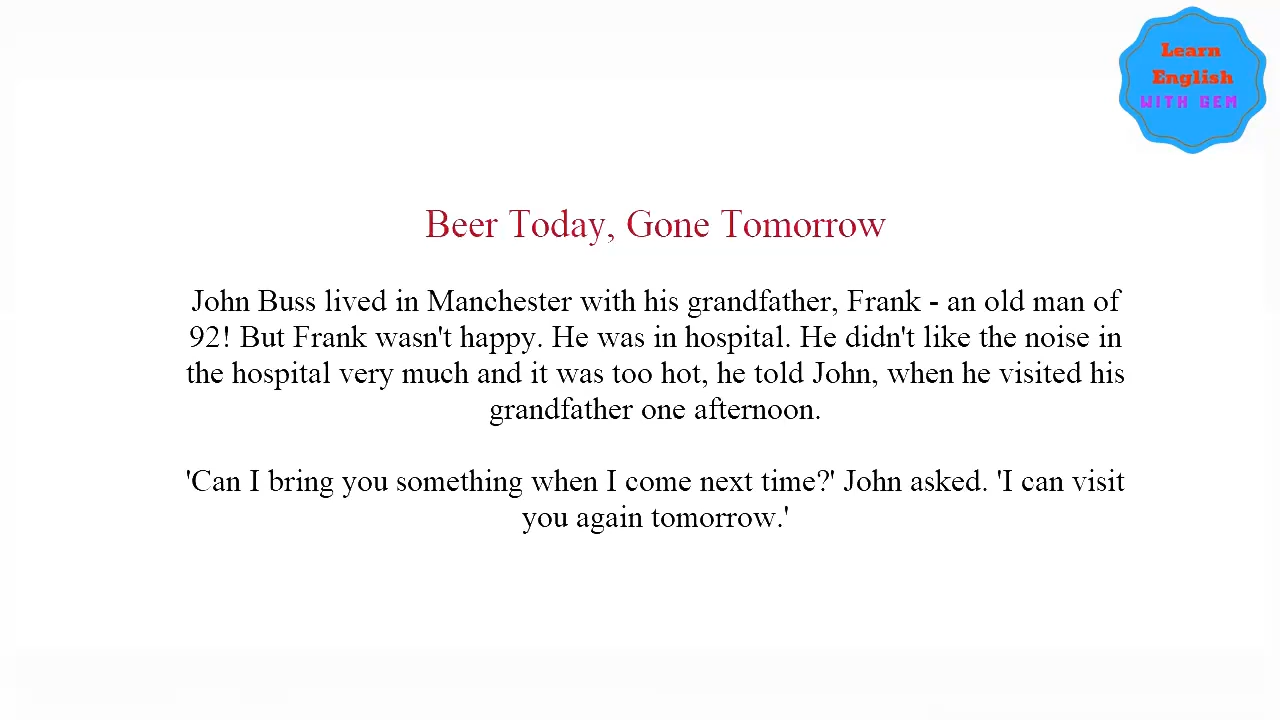 Learn
English
WITH GEM
Beer Today, Gone Tomorrow
John Buss lived in Manchester with his grandfather, Frank - an old man of
92! But Frank wasn't happy. He was in hospital. He didn't like the noise in
the hospital very much and it was too hot, he told John, when he visited his
grandfather one afternoon.
'Can I bring you something when I come next time?' John asked. 'I can visit
you again tomorrow.'